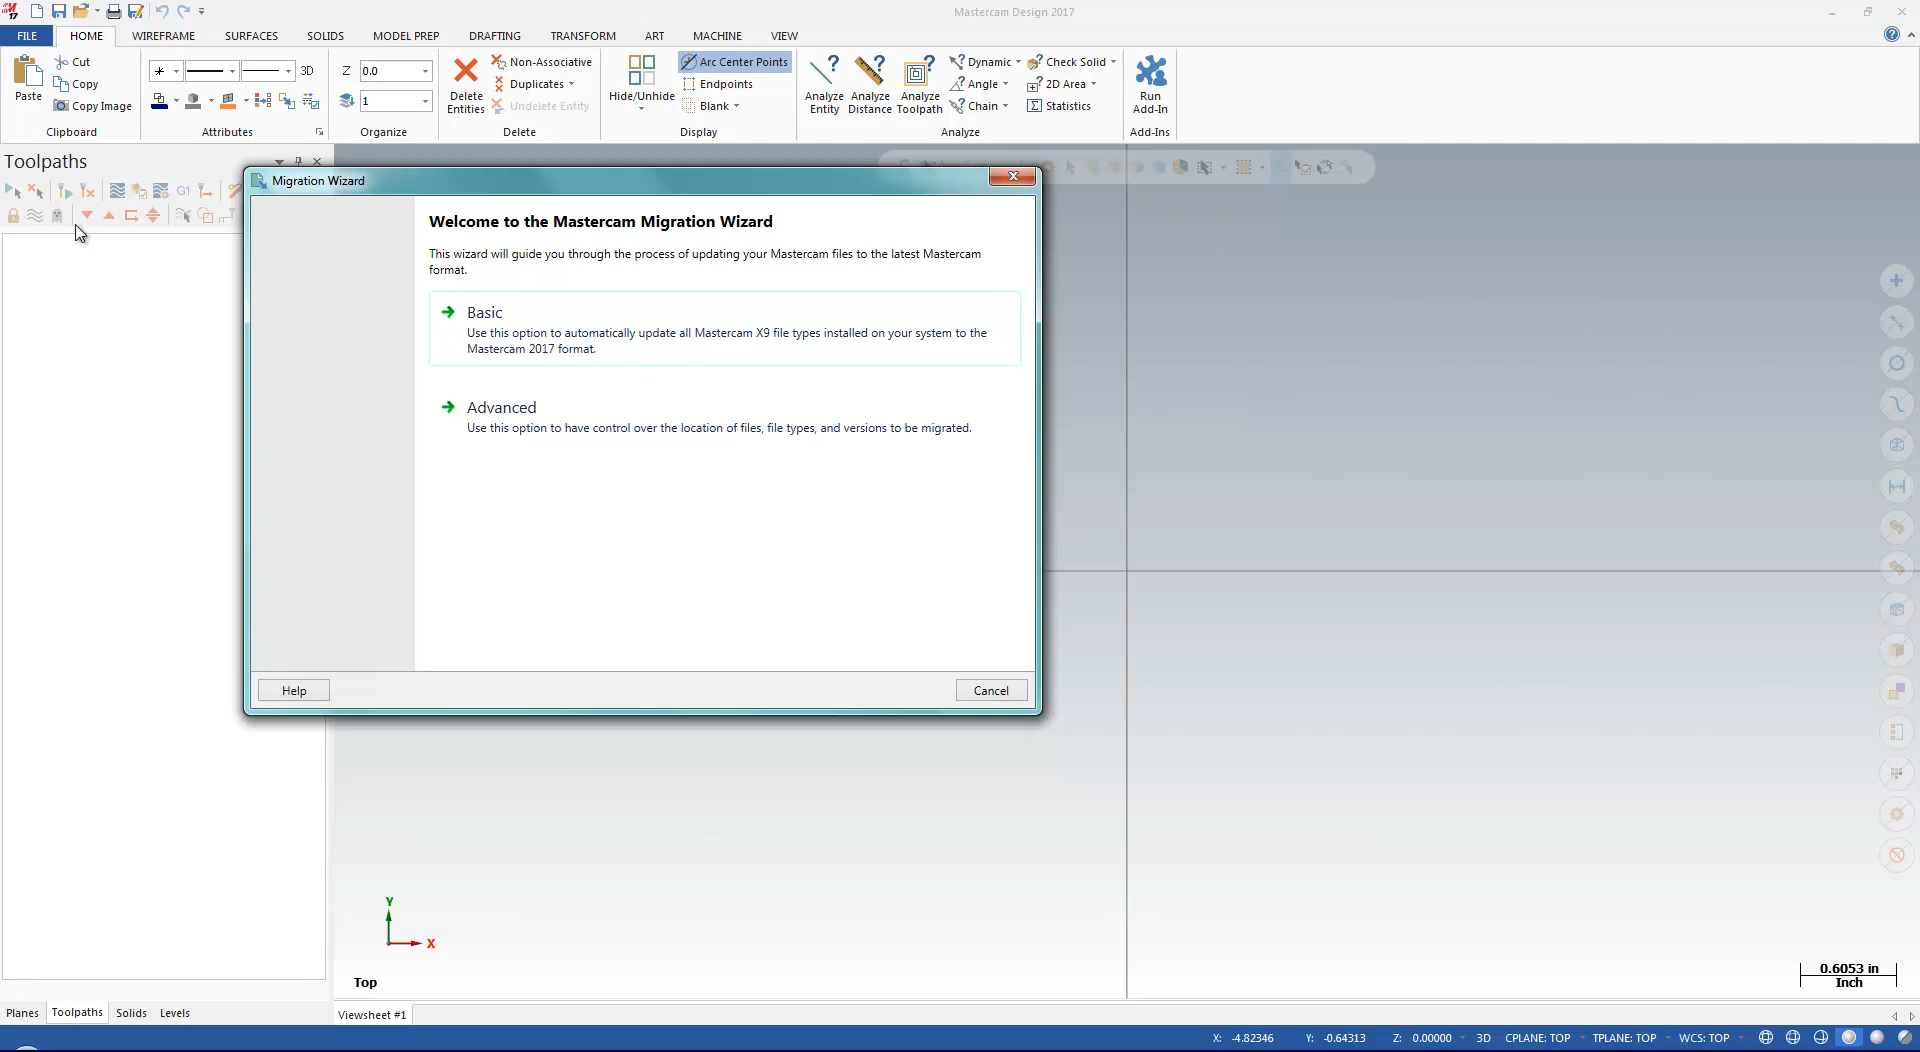 17
Mastercam Design 2017
FILE
HOME
WIREFRAME
SURFACES
SOLIDS
MODEL PREP
DRAFTING
TRANSFORM
ART
MACHINE
VIEW
Paste
Cut
Copy
Copy Image
Clipboard
3D
Attributes
Z 0.0
1
Organize
Delete
Entities
Non-Associative
Duplicates
Undelete Entity
Delete
Hide/Unhide
Arc Center Points
Endpoints
Blank
Display
Analyze
Entity
Analyze
Distance
Analyze
Toolpath
Dynamic
Angle
Chain
Check Solid
2D Area
Statistics
Analyze
Run
Add-In
Add-Ins
Toolpaths
G1
Migration Wizard
Welcome to the Mastercam Migration Wizard
This wizard will guide you through the process of updating your Mastercam files to the latest Mastercam
format.
Basic
Use this option to automatically update all Mastercam X9 file types installed on your system to the
Mastercam 2017 format.
Advanced
Use this option to have control over the location of files, file types, and versions to be migrated.
Help
Cancel
Y
X
Top
0.6053 in
Inch
Planes
Toolpaths
Solids
Levels
Viewsheet #1
X: -4.82346 Y: -0.64313 Z: 0.00000 3D CPLANE: TOP TPLANE: TOP WCS: TOP